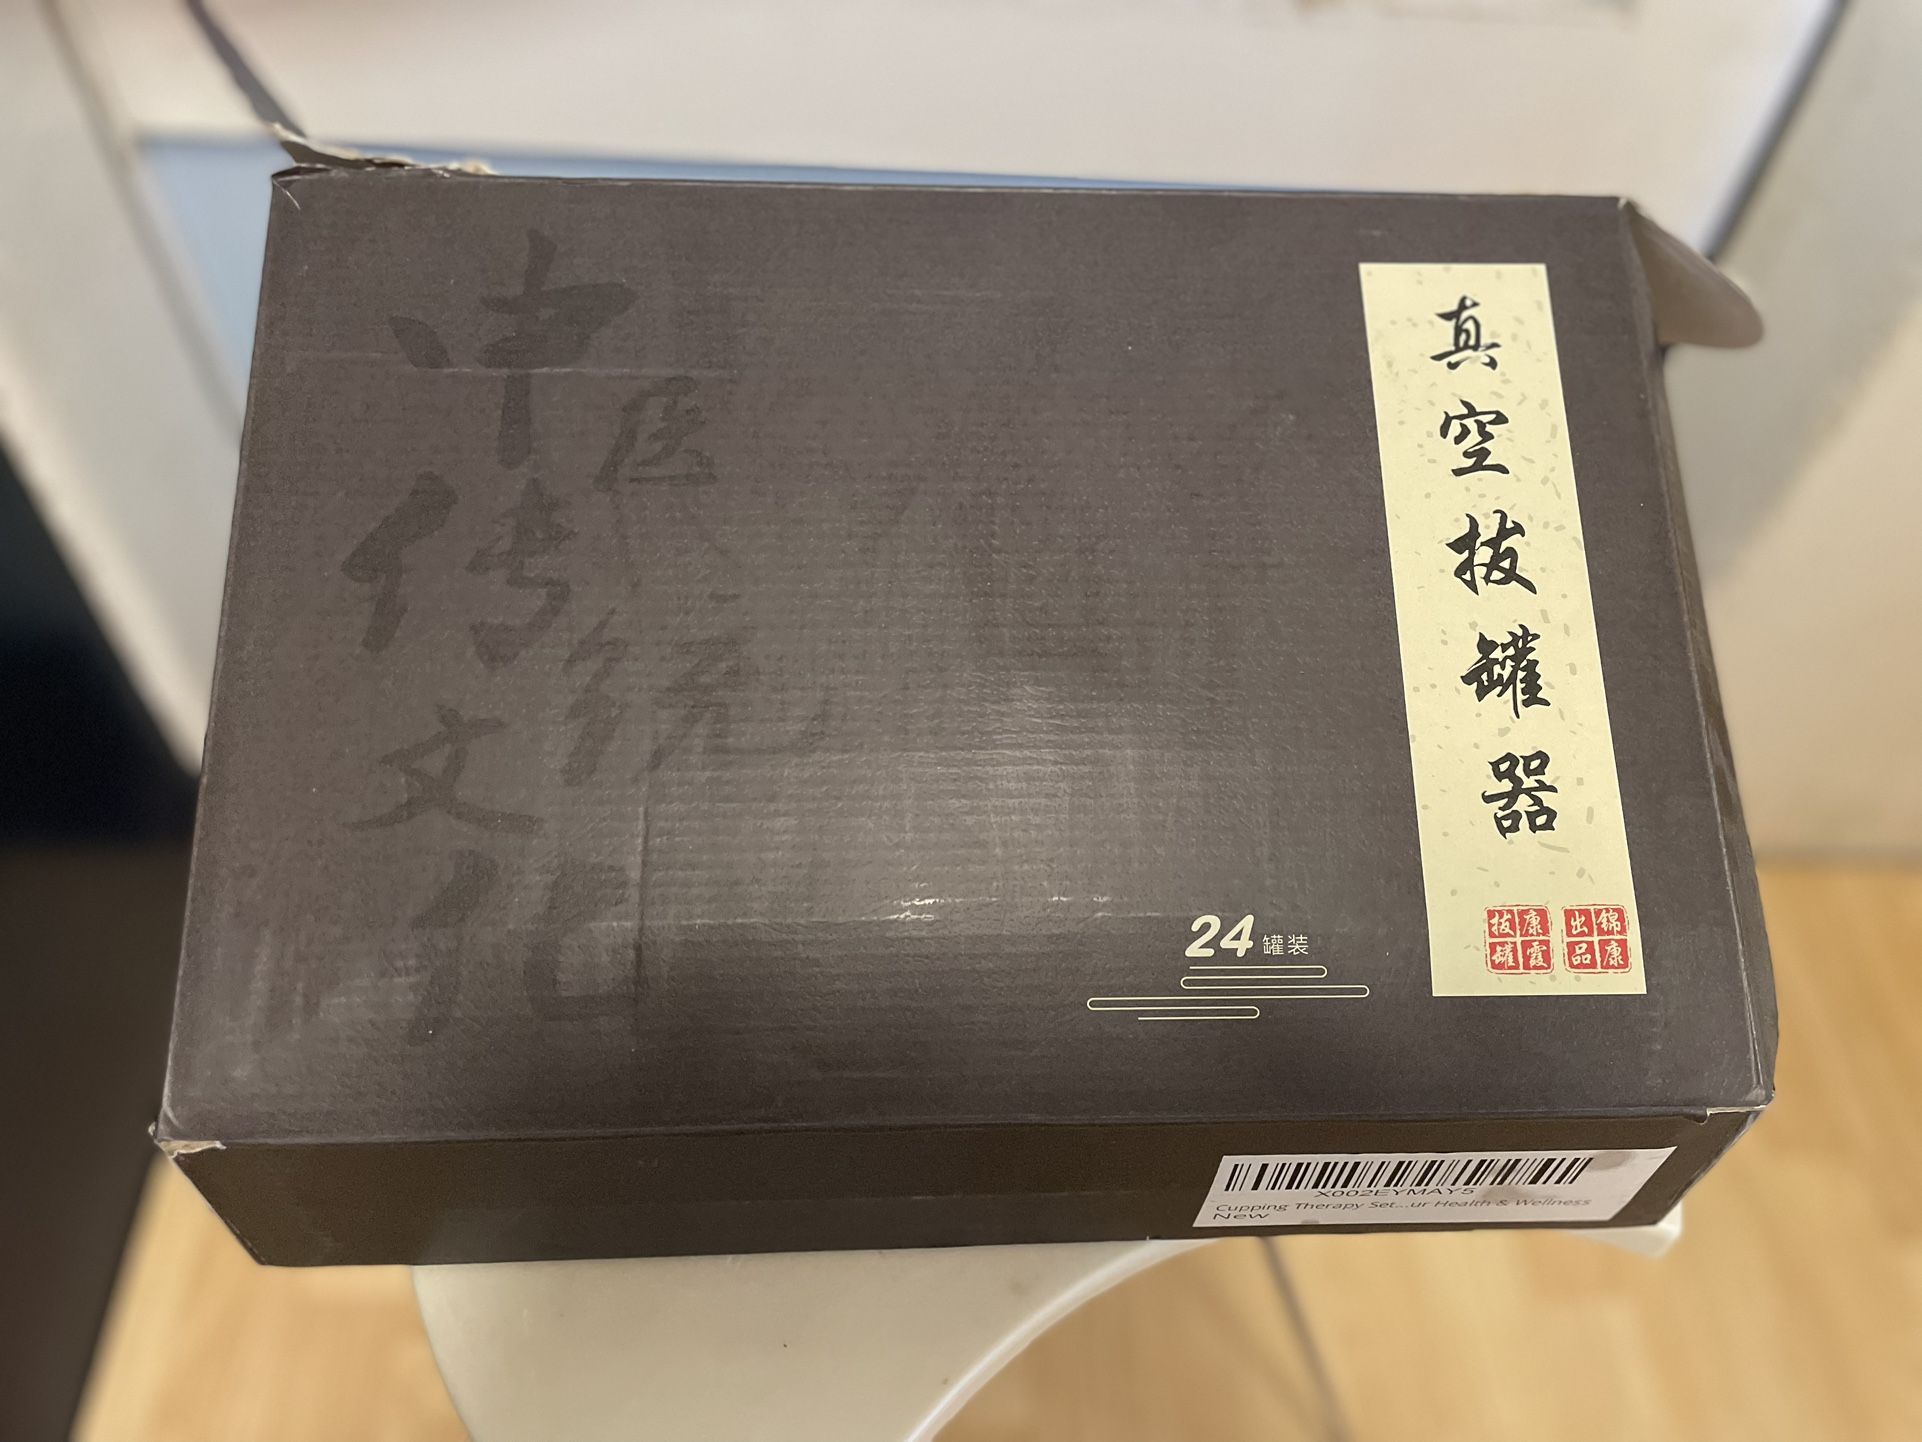 中医
传统
文化
真空拔罐器
康霞拔罐
锦康出品
24罐装
X002EYMAY5
Cupping Therapy Set...ur Health & Wellness
New